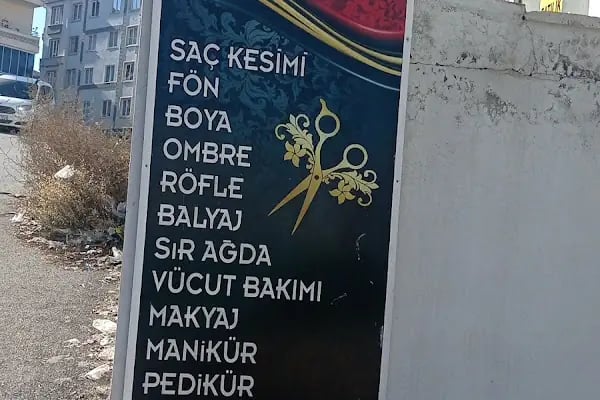 SAÇ KESİMİ
FÖN
BOYA
OMBRE
RÖFLE
BALYAJ
SIR AĞDA
VÜCUT BAKIMI
MAKYAJ
MANİKÜR
PEDİKÜR